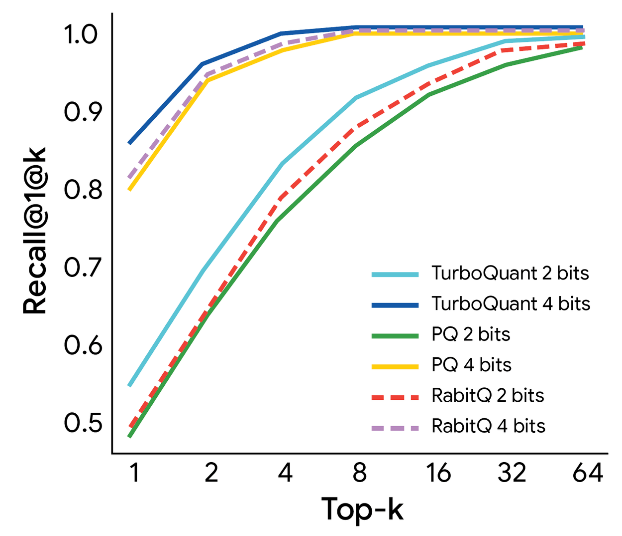 1.0
0.9
0.8
0.7
0.6
0.5
Recall@1@k
TurboQuant 2 bits
TurboQuant 4 bits
PQ 2 bits
PQ 4 bits
RabitQ 2 bits
RabitQ 4 bits
1 2 4 8 16 32 64
Top-k